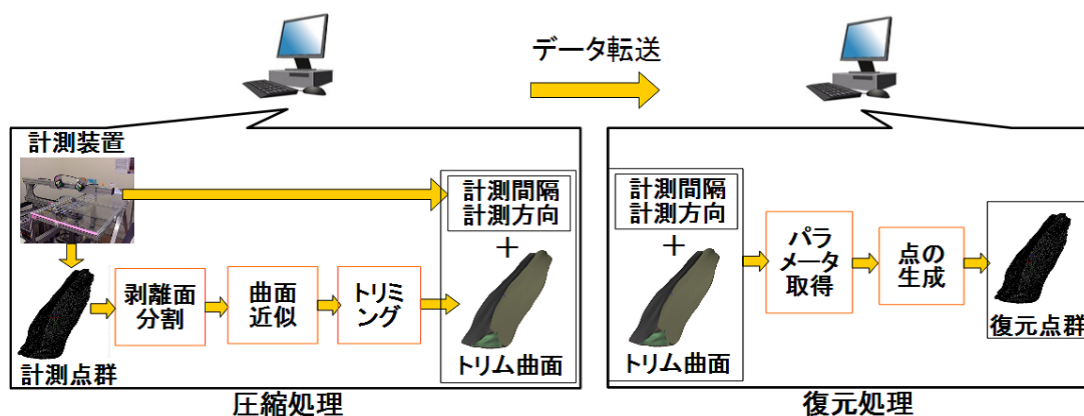 データ転送
計測装置
計測間隔
計測方向
+
剥離面
分割
曲面
近似
トリミ
ング
計測点群
トリム曲面
圧縮処理
計測間隔
計測方向
+
トリム曲面
パラ
メータ
取得
点の
生成
復元点群
復元処理